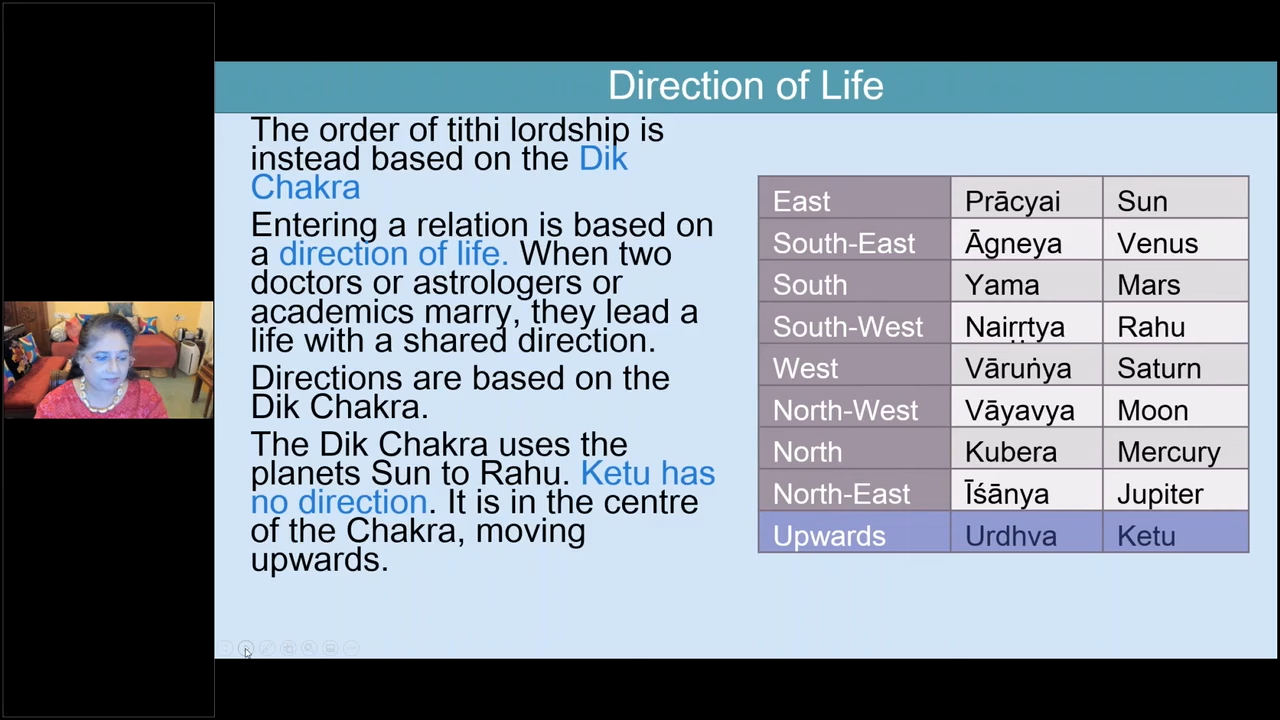 Direction of Life
The order of tithi lordship is
instead based on the Dik
Chakra
Entering a relation is based on
a direction of life. When two
doctors or astrologers or
academics marry, they lead a
life with a shared direction.
Directions are based on the
Dik Chakra.
The Dik Chakra uses the
planets Sun to Rahu. Ketu has
no direction. It is in the centre
of the Chakra, moving
upwards.
East Prācyai Sun
South-East Āgneya Venus
South Yama Mars
South-West Nairṛtya Rahu
West Vāruṅya Saturn
North-West Vāyavya Moon
North Kubera Mercury
North-East Īśānya Jupiter
Upwards Urdhva Ketu